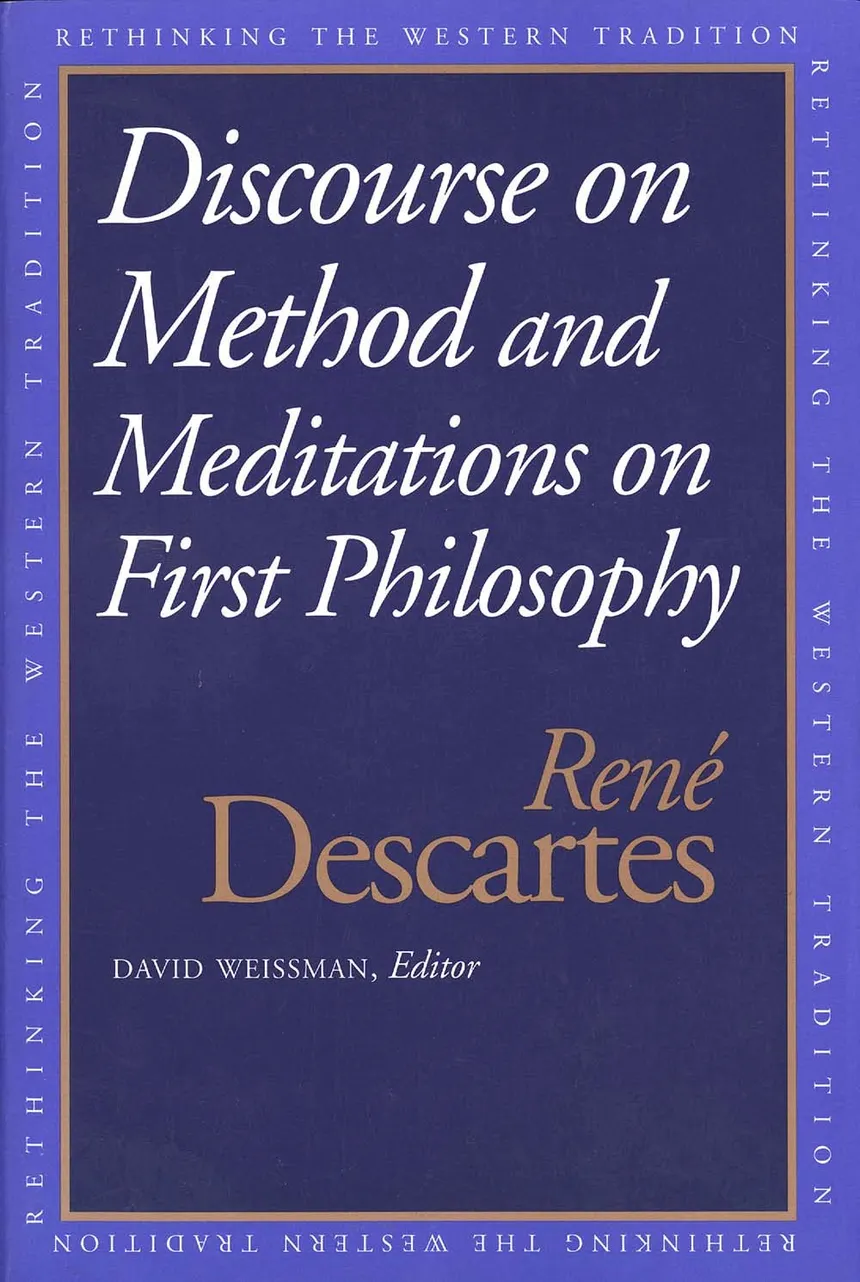 RETHINKING THE WESTERN TRADITION
Discourse on
Method and
Meditations on
First Philosophy
René
Descartes
DAVID WEISSMAN, Editor
RETHINKING THE WESTERN TRADITION
RETHINKING THE WESTERN TRADITION
RETHINKING THE WESTERN TRADITION